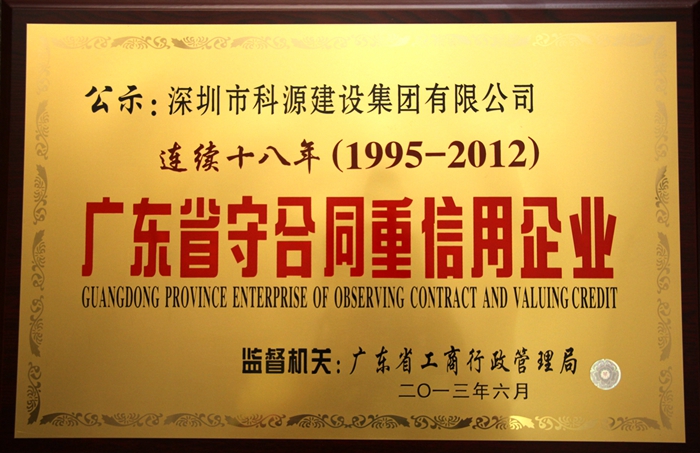 公示：深圳市科源建设集团有限公司
连续十八年(1995-2012)
广东省守合同重信用企业
GUANGDONG PROVINCE ENTERPRISE OF OBSERVING CONTRACT AND VALUING CREDIT
监督机关：广东省工商行政管理局
二〇一三年六月